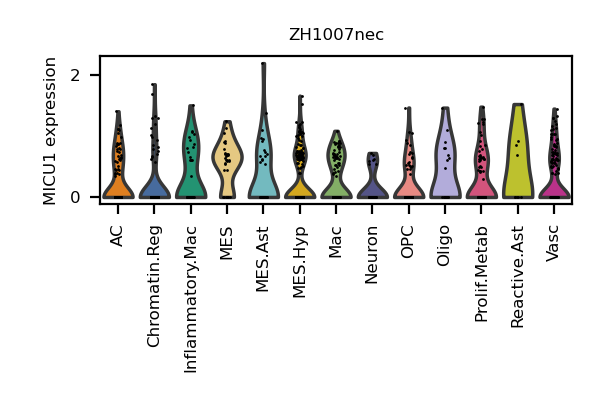 ZH1007nec
MICU1 expression
2
0
AC
Chromatin.Reg
Inflammatory.Mac
MES
MES.Ast
MES.Hyp
Mac
Neuron
OPC
Oligo
Prolif.Metab
Reactive.Ast
Vasc